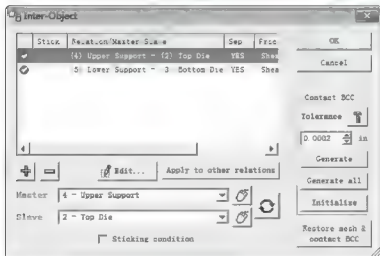 Inter-Object
Stick Relation/Master Slave Sep Fric
(4) Upper Support - (2) Top Die YES Shea
(5) Lower Support - 3 Bottom Die YES Shea
OK
Cancel
Contact BCC
Tolerance
0.0002 in
Generate
Generate all
Initialize
Restore mesh & contact BCC
Edit... Apply to other relations
Master 4 - Upper Support
Slave 2 - Top Die
Sticking condition